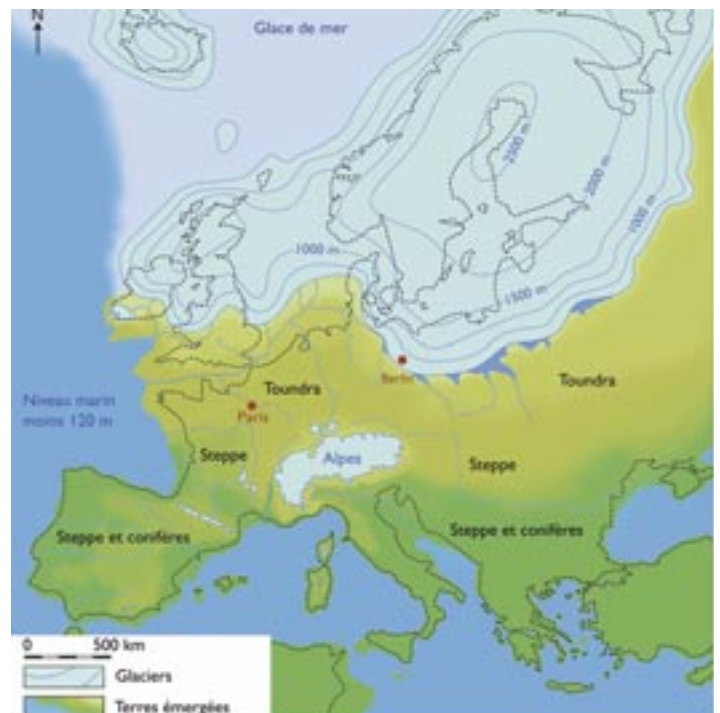 N
Glace de mer
2500 m
2000 m
1000 m
1000 m
1500 m
Berlin
Toundra
Toundra
Niveau marin
moins 120 m
Paris
Steppe
Alpes
Steppe
Steppe et conifères
Steppe et conifères
0 500 km
Glaciers
Terres émergées